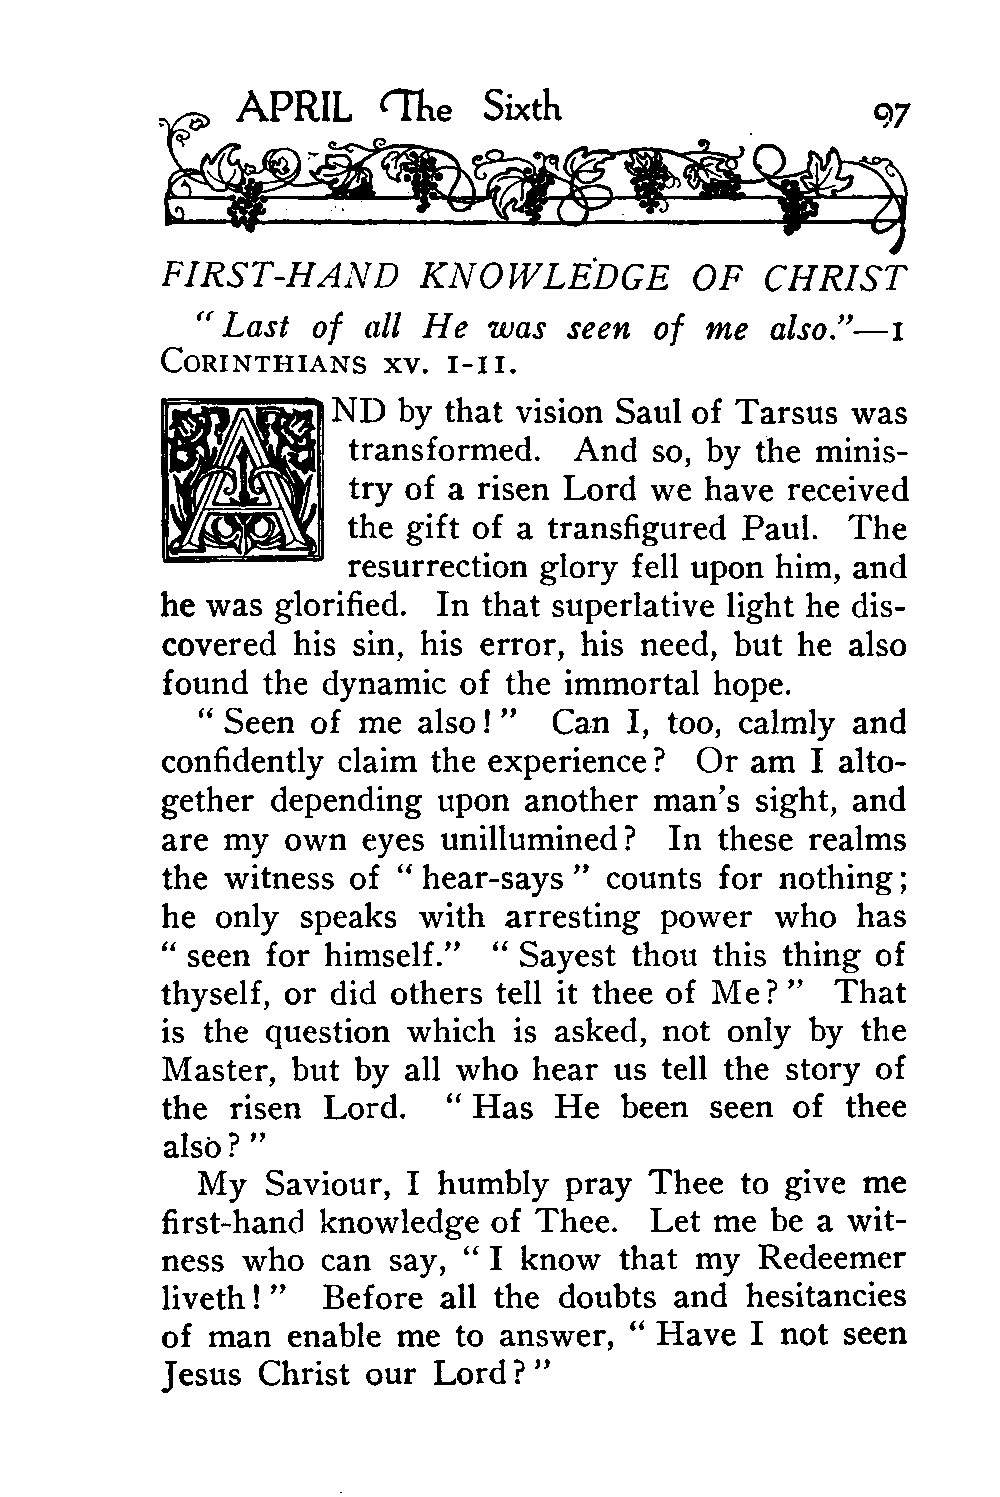 APRIL The Sixth 97
FIRST-HAND KNOWLEDGE OF CHRIST
“Last of all He was seen of me also.”—1
CORINTHIANS xv. 1-11.
AND by that vision Saul of Tarsus was
transformed. And so, by the minis-
try of a risen Lord we have received
the gift of a transfigured Paul. The
resurrection glory fell upon him, and
he was glorified. In that superlative light he dis-
covered his sin, his error, his need, but he also
found the dynamic of the immortal hope.
“Seen of me also!” Can I, too, calmly and
confidently claim the experience? Or am I alto-
gether depending upon another man’s sight, and
are my own eyes unillumined? In these realms
the witness of “hear-says” counts for nothing;
he only speaks with arresting power who has
“seen for himself.” “Sayest thou this thing of
thyself, or did others tell it thee of Me?” That
is the question which is asked, not only by the
Master, but by all who hear us tell the story of
the risen Lord. “Has He been seen of thee
also?”
My Saviour, I humbly pray Thee to give me
first-hand knowledge of Thee. Let me be a wit-
ness who can say, “I know that my Redeemer
liveth!” Before all the doubts and hesitancies
of man enable me to answer, “Have I not seen
Jesus Christ our Lord?”